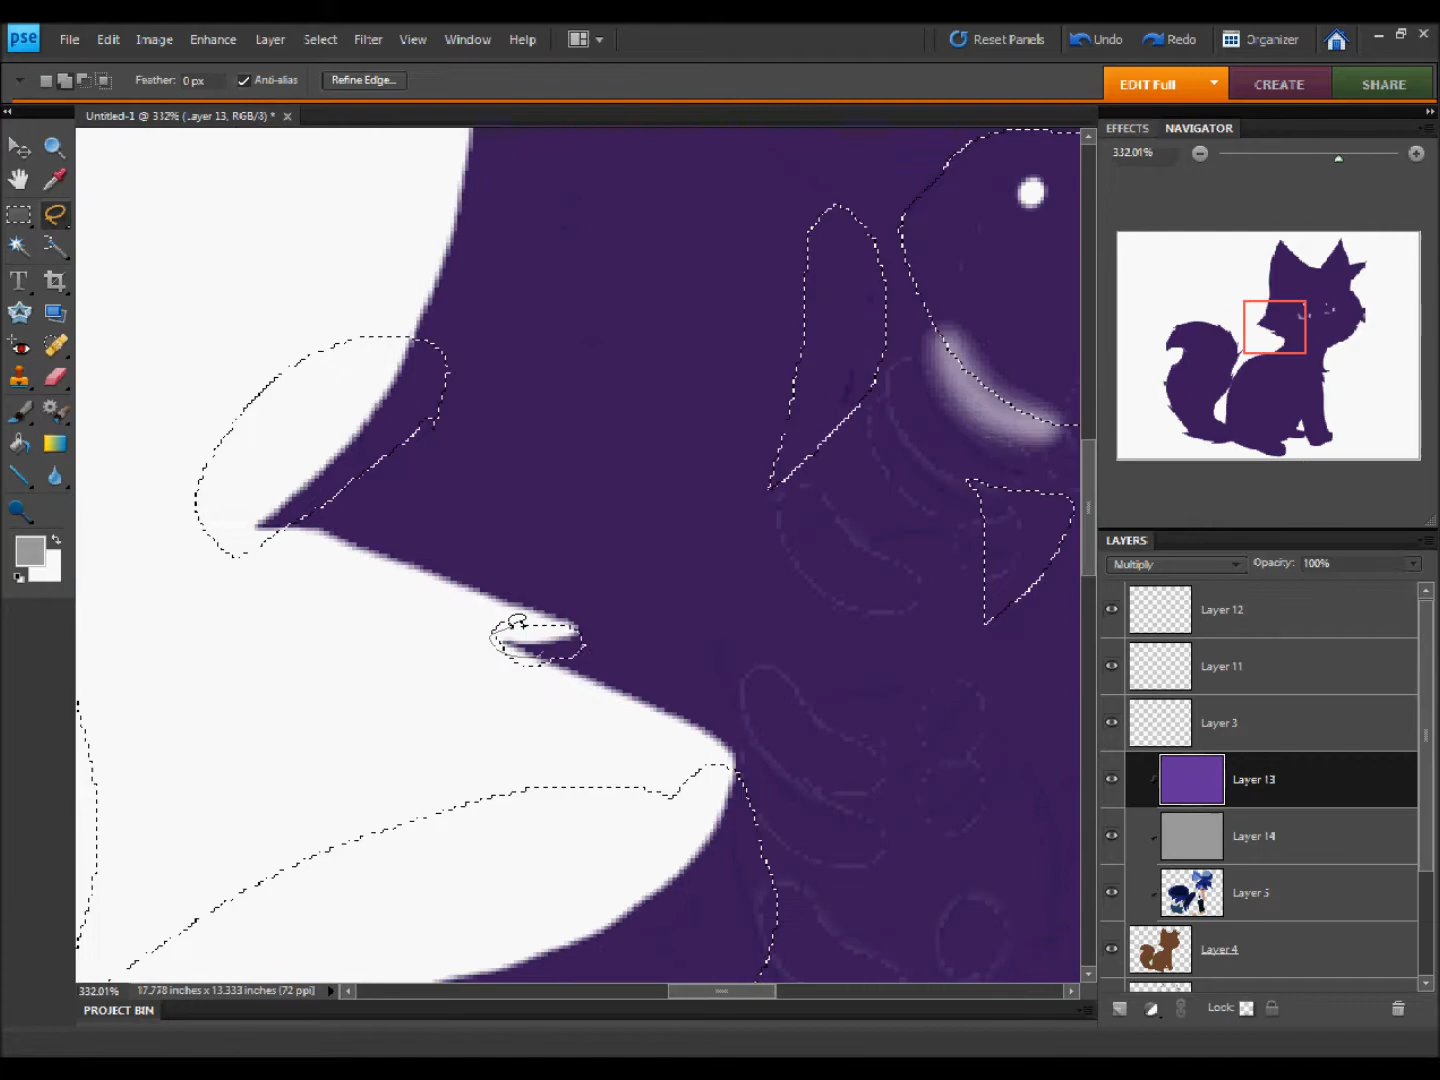 pse File Edit Image Enhance Layer Select Filter View Window Help Reset Panels Undo Redo Organizer
Feather: 0 px Anti-alias Refine Edge... EDIT Full CREATE SHARE
Untitled-1 @ 332% (Layer 13, RGB/8) *
EFFECTS NAVIGATOR
332.01%
LAYERS
Multiply Opacity: 100%
Layer 12
Layer 11
Layer 3
Layer 13
Layer 14
Layer 5
Layer 4
332.01% 17.778 inches x 13.333 inches (72 ppi)
Lock:
PROJECT BIN